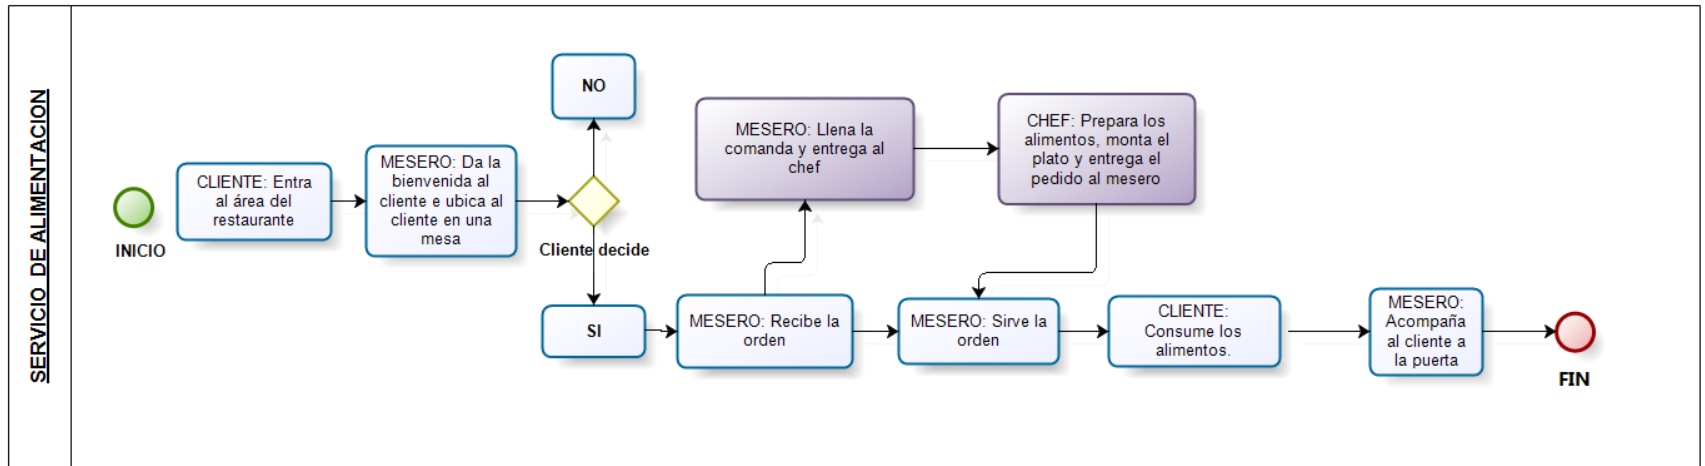 SERVICIO DE ALIMENTACION
INICIO
CLIENTE: Entra
al área del
restaurante
MESERO: Da la
bienvenida al
cliente e ubica al
cliente en una
mesa
Cliente decide
NO
SI
MESERO: Recibe la
orden
MESERO: Llena la
comanda y entrega al
chef
CHEF: Prepara los
alimentos, monta el
plato y entrega el
pedido al mesero
MESERO: Sirve la
orden
CLIENTE:
Consume los
alimentos.
MESERO:
Acompaña
al cliente a
la puerta
FIN